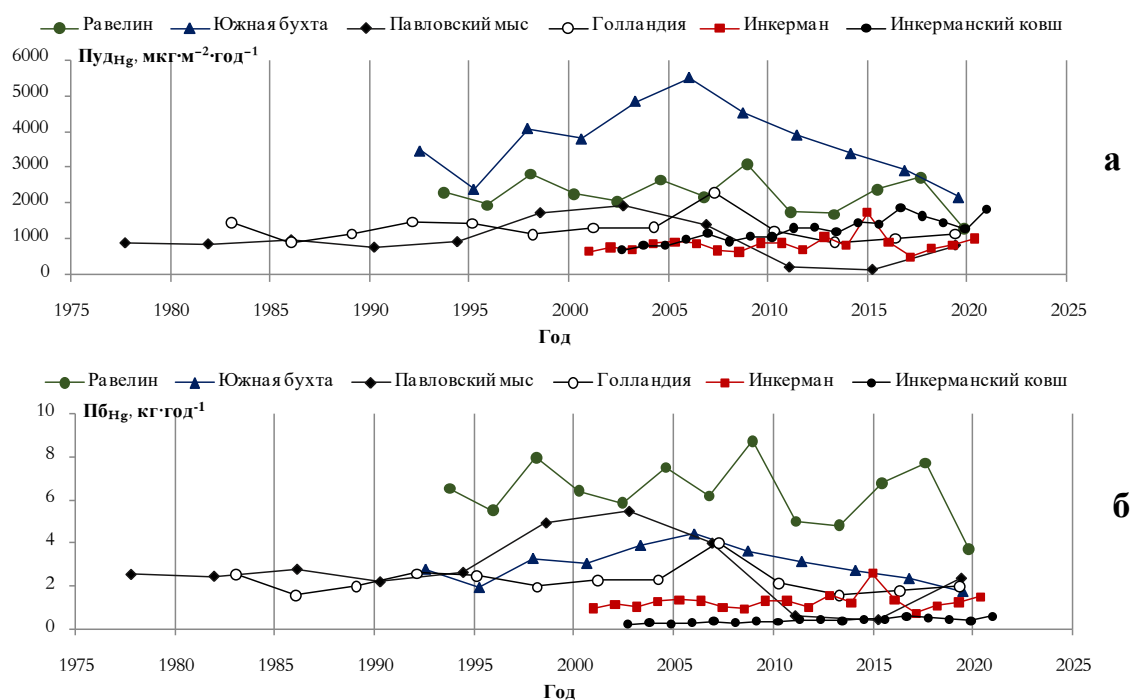 Равелин Южная бухта Павловский мыс Голландия Инкерман Инкерманский ковш
Пуд_Hg, мкг·м⁻²·год⁻¹
6000
5000
4000
3000
2000
1000
0
1975 1980 1985 1990 1995 2000 2005 2010 2015 2020 2025
Год
а
Равелин Южная бухта Павловский мыс Голландия Инкерман Инкерманский ковш
Пб_Hg, кг·год⁻¹
10
8
6
4
2
0
1975 1980 1985 1990 1995 2000 2005 2010 2015 2020 2025
Год
б